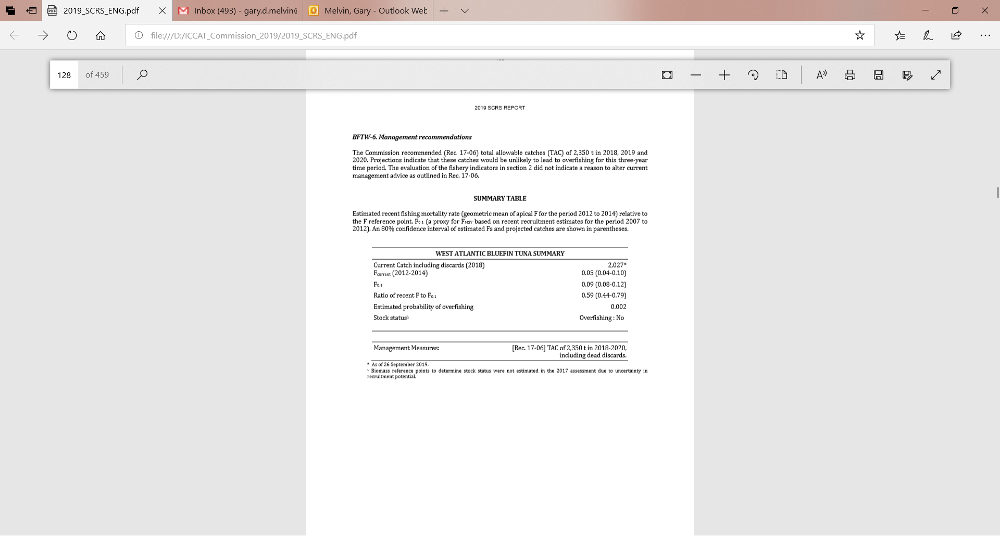 2019_SCRS_ENG.pdf
Inbox (493) - gary.d.melvin
Melvin, Gary - Outlook Web
file:///D:/ICCAT_Commission_2019/2019_SCRS_ENG.pdf
128 of 459
2019 SCRS REPORT
BFTW-6. Management recommendations
The Commission recommended (Rec. 17-06) total allowable catches (TAC) of 2,350 t in 2018, 2019 and
2020. Projections indicate that these catches would be unlikely to lead to overfishing for this three-year
time period. The evaluation of the fishery indicators in section 2 did not indicate a reason to alter current
management advice as outlined in Rec. 17-06.
SUMMARY TABLE
Estimated recent fishing mortality rate (geometric mean of apical F for the period 2012 to 2014) relative to
the F reference point, F0.1 (a proxy for FMSY based on recent recruitment estimates for the period 2007 to
2012). An 80% confidence interval of estimated Fs and projected catches are shown in parentheses.
WEST ATLANTIC BLUEFIN TUNA SUMMARY
Current Catch including discards (2018) 2,027*
Fcurrent (2012-2014) 0.05 (0.04-0.10)
F0.1 0.09 (0.08-0.12)
Ratio of recent F to F0.1 0.59 (0.44-0.79)
Estimated probability of overfishing 0.002
Stock status¹ Overfishing : No
Management Measures: [Rec. 17-06] TAC of 2,350 t in 2018-2020,
including dead discards.
* As of 26 September 2019.
¹ Biomass reference points to determine stock status were not estimated in the 2017 assessment due to uncertainty in
recruitment potential.